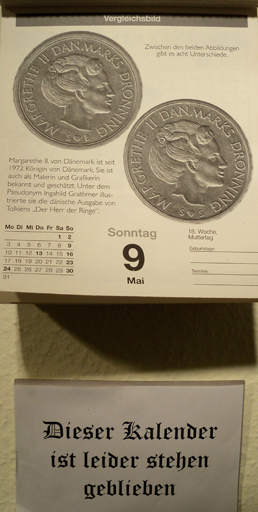 Vergleichsbild
Zwischen den beiden Abbildungen
gibt es acht Unterschiede.
MARGRETHE II DANMARKS DRONNING
MARGRETHE II DANMARKS DRONNING
Margarethe II. von Dänemark ist seit
1972 Königin von Dänemark. Sie ist
auch als Malerin und Grafikerin
bekannt und geschätzt. Unter dem
Pseudonym Ingahild Grathmer illus-
trierte sie die dänische Ausgabe von
Tolkiens „Der Herr der Ringe“.
Mo Di Mi Do Fr Sa So
1 2
3 4 5 6 7 8 9
10 11 12 13 14 15 16
17 18 19 20 21 22 23
24 25 26 27 28 29 30
31
Sonntag
9
Mai
18. Woche,
Muttertag
Geburtstage:
Termine:
Dieser Kalender
ist leider stehen
geblieben